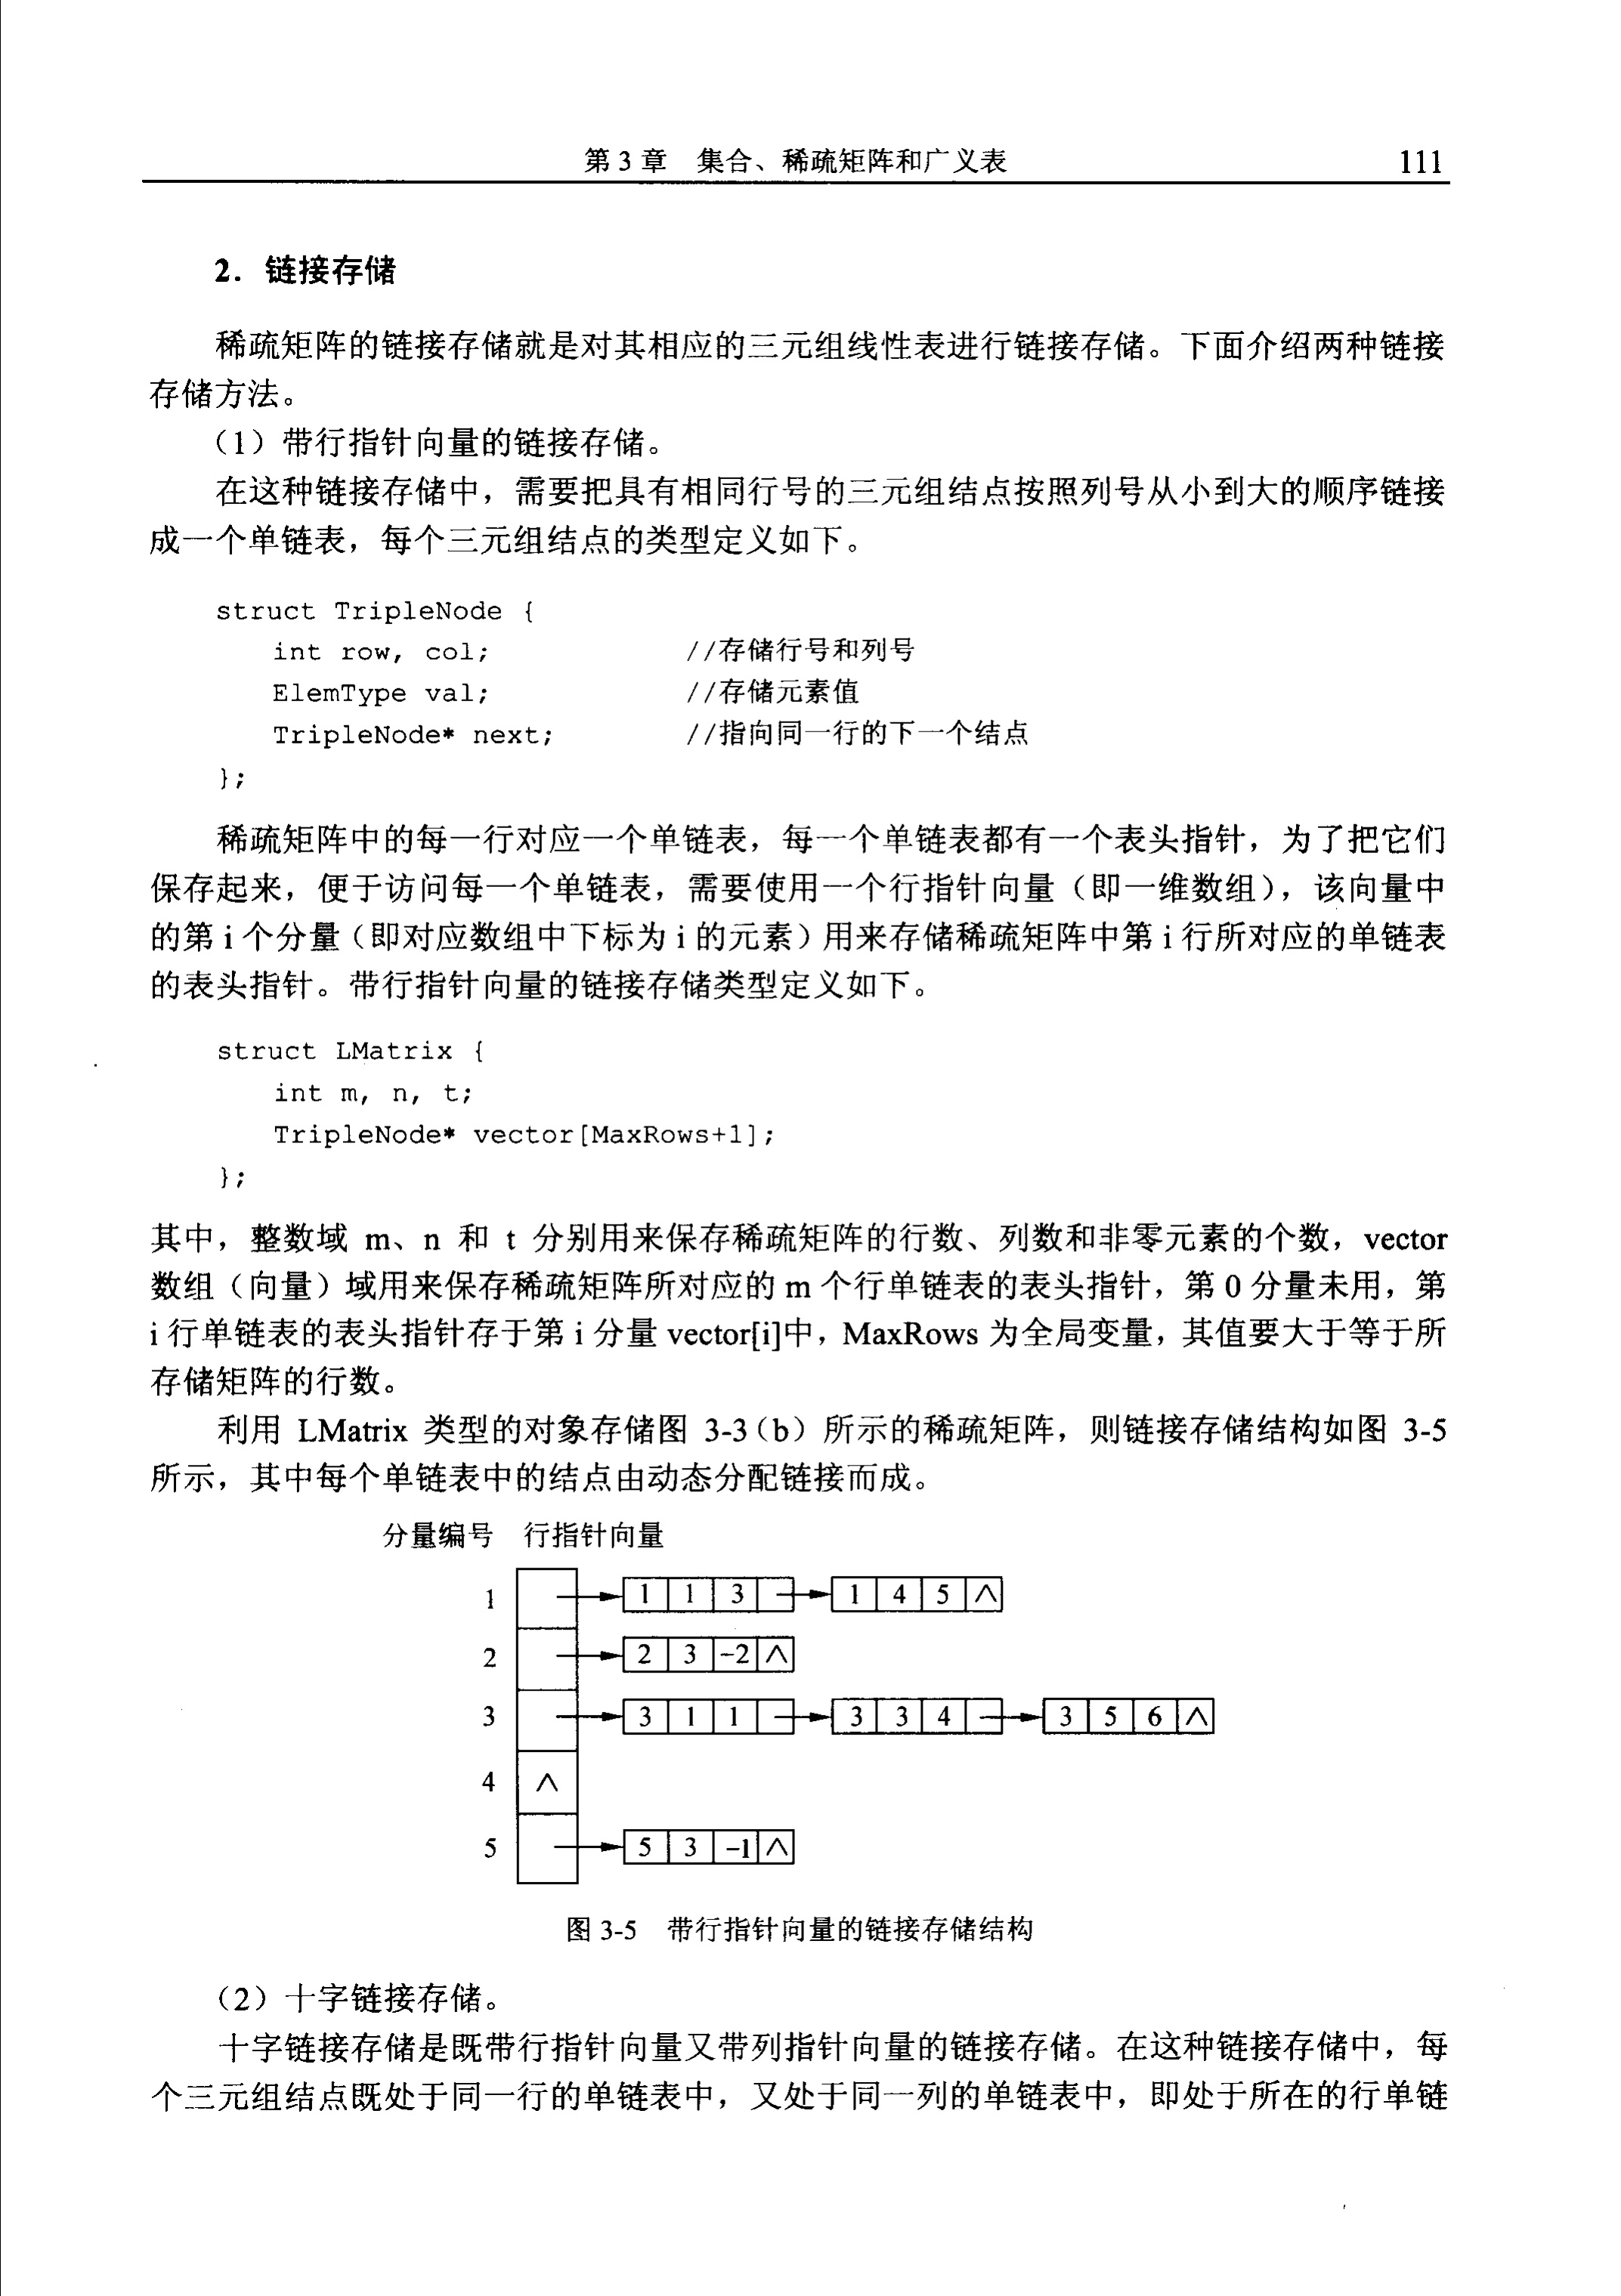 第 3 章　集合、稀疏矩阵和广义表　111
2．链接存储
稀疏矩阵的链接存储就是对其相应的三元组线性表进行链接存储。下面介绍两种链接
存储方法。
（1）带行指针向量的链接存储。
在这种链接存储中，需要把具有相同行号的三元组结点按照列号从小到大的顺序链接
成一个单链表，每个三元组结点的类型定义如下。
struct TripleNode {
int row, col;　//存储行号和列号
ElemType val;　//存储元素值
TripleNode* next;　//指向同一行的下一个结点
};
稀疏矩阵中的每一行对应一个单链表，每一个单链表都有一个表头指针，为了把它们
保存起来，便于访问每一个单链表，需要使用一个行指针向量（即一维数组），该向量中
的第 i 个分量（即对应数组中下标为 i 的元素）用来存储稀疏矩阵中第 i 行所对应的单链表
的表头指针。带行指针向量的链接存储类型定义如下。
struct LMatrix {
int m, n, t;
TripleNode* vector[MaxRows+1];
};
其中，整数域 m、n 和 t 分别用来保存稀疏矩阵的行数、列数和非零元素的个数，vector
数组（向量）域用来保存稀疏矩阵所对应的 m 个行单链表的表头指针，第 0 分量未用，第
i 行单链表的表头指针存于第 i 分量 vector[i]中，MaxRows 为全局变量，其值要大于等于所
存储矩阵的行数。
利用 LMatrix 类型的对象存储图 3-3（b）所示的稀疏矩阵，则链接存储结构如图 3-5
所示，其中每个单链表中的结点由动态分配链接而成。
分量编号　行指针向量
1　1 1 3　1 4 5 ∧
2　2 3 -2 ∧
3　3 1 1　3 3 4　3 5 6 ∧
4　∧
5　5 3 -1 ∧
图 3-5　带行指针向量的链接存储结构
（2）十字链接存储。
十字链接存储是既带行指针向量又带列指针向量的链接存储。在这种链接存储中，每
个三元组结点既处于同一行的单链表中，又处于同一列的单链表中，即处于所在的行单链